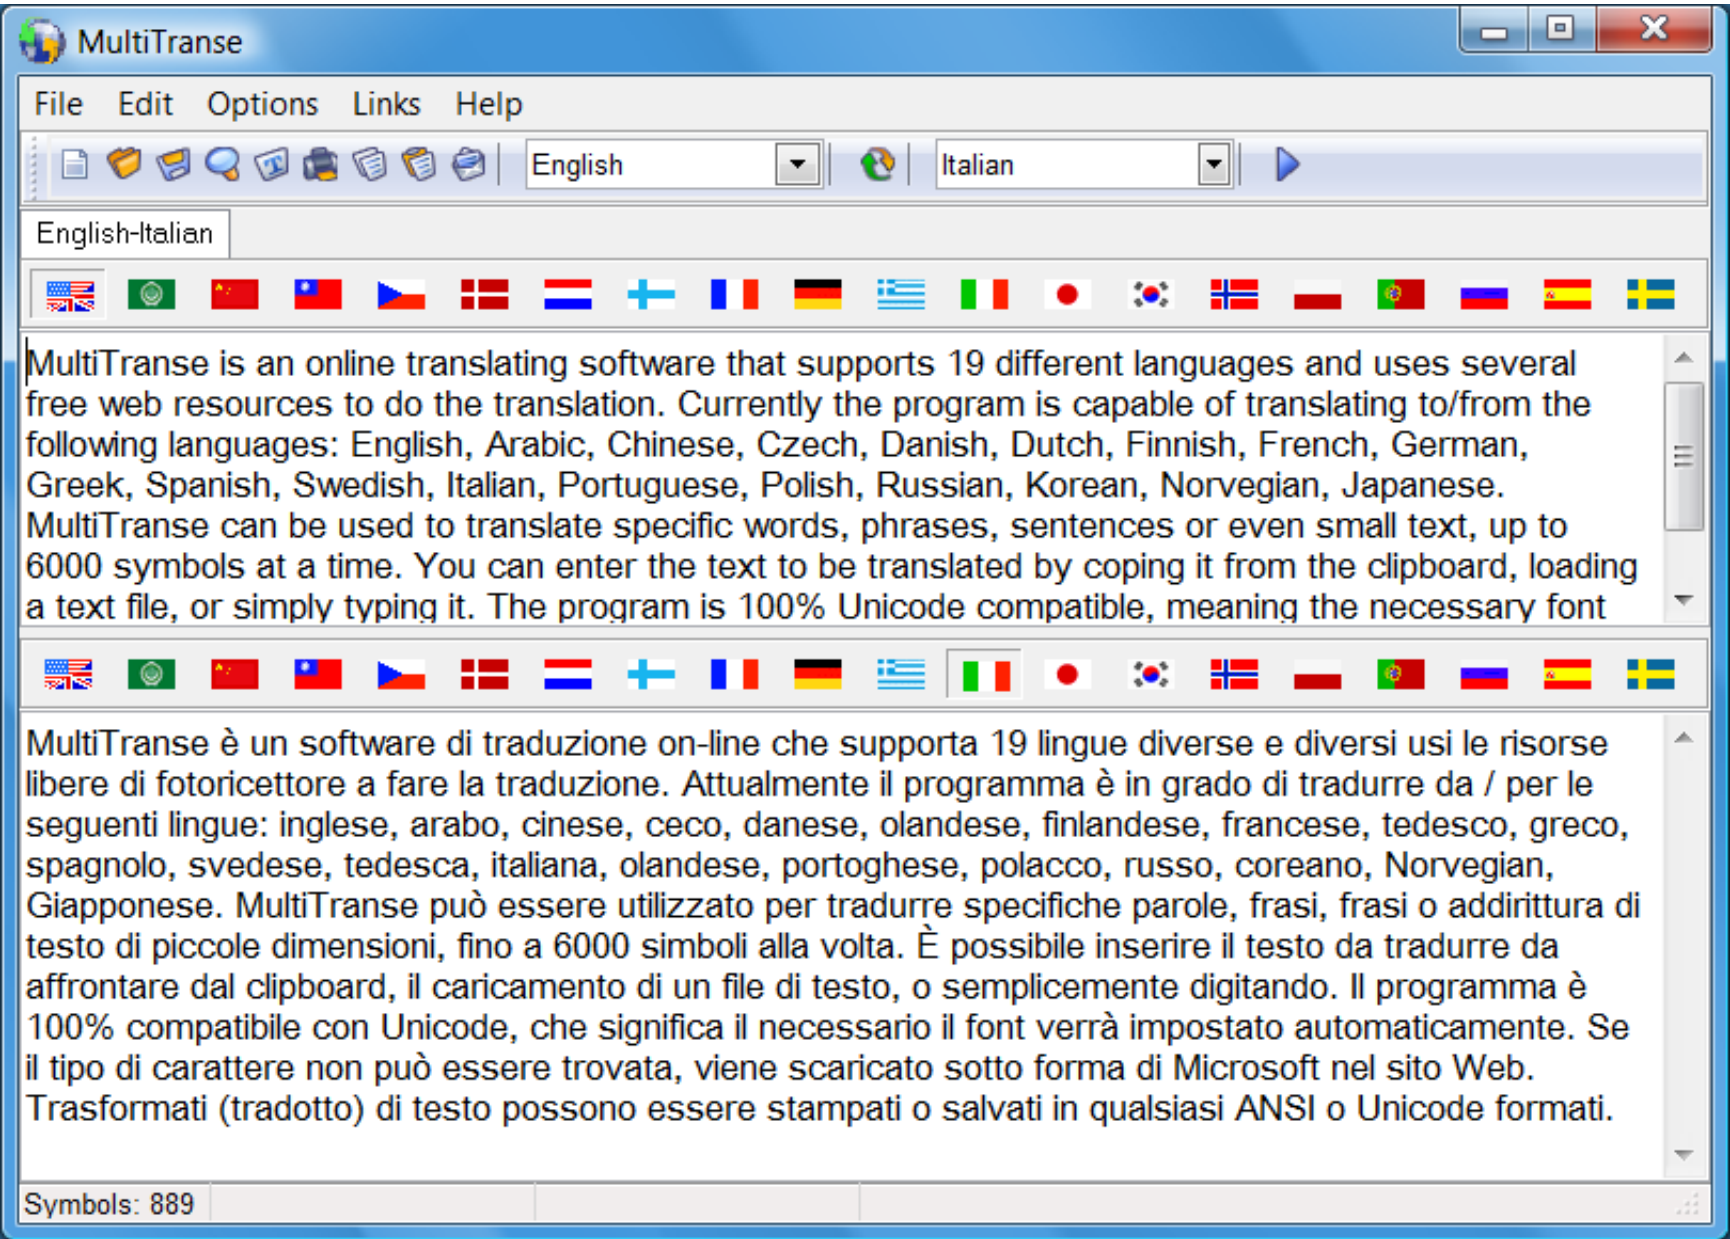 MultiTranse
File Edit Options Links Help
English Italian
English-Italian
MultiTranse is an online translating software that supports 19 different languages and uses several
free web resources to do the translation. Currently the program is capable of translating to/from the
following languages: English, Arabic, Chinese, Czech, Danish, Dutch, Finnish, French, German,
Greek, Spanish, Swedish, Italian, Portuguese, Polish, Russian, Korean, Norvegian, Japanese.
MultiTranse can be used to translate specific words, phrases, sentences or even small text, up to
6000 symbols at a time. You can enter the text to be translated by coping it from the clipboard, loading
a text file, or simply typing it. The program is 100% Unicode compatible, meaning the necessary font
MultiTranse è un software di traduzione on-line che supporta 19 lingue diverse e diversi usi le risorse
libere di fotoricettore a fare la traduzione. Attualmente il programma è in grado di tradurre da / per le
seguenti lingue: inglese, arabo, cinese, ceco, danese, olandese, finlandese, francese, tedesco, greco,
spagnolo, svedese, tedesca, italiana, olandese, portoghese, polacco, russo, coreano, Norvegian,
Giapponese. MultiTranse può essere utilizzato per tradurre specifiche parole, frasi, frasi o addirittura di
testo di piccole dimensioni, fino a 6000 simboli alla volta. È possibile inserire il testo da tradurre da
affrontare dal clipboard, il caricamento di un file di testo, o semplicemente digitando. Il programma è
100% compatibile con Unicode, che significa il necessario il font verrà impostato automaticamente. Se
il tipo di carattere non può essere trovata, viene scaricato sotto forma di Microsoft nel sito Web.
Trasformati (tradotto) di testo possono essere stampati o salvati in qualsiasi ANSI o Unicode formati.
Symbols: 889